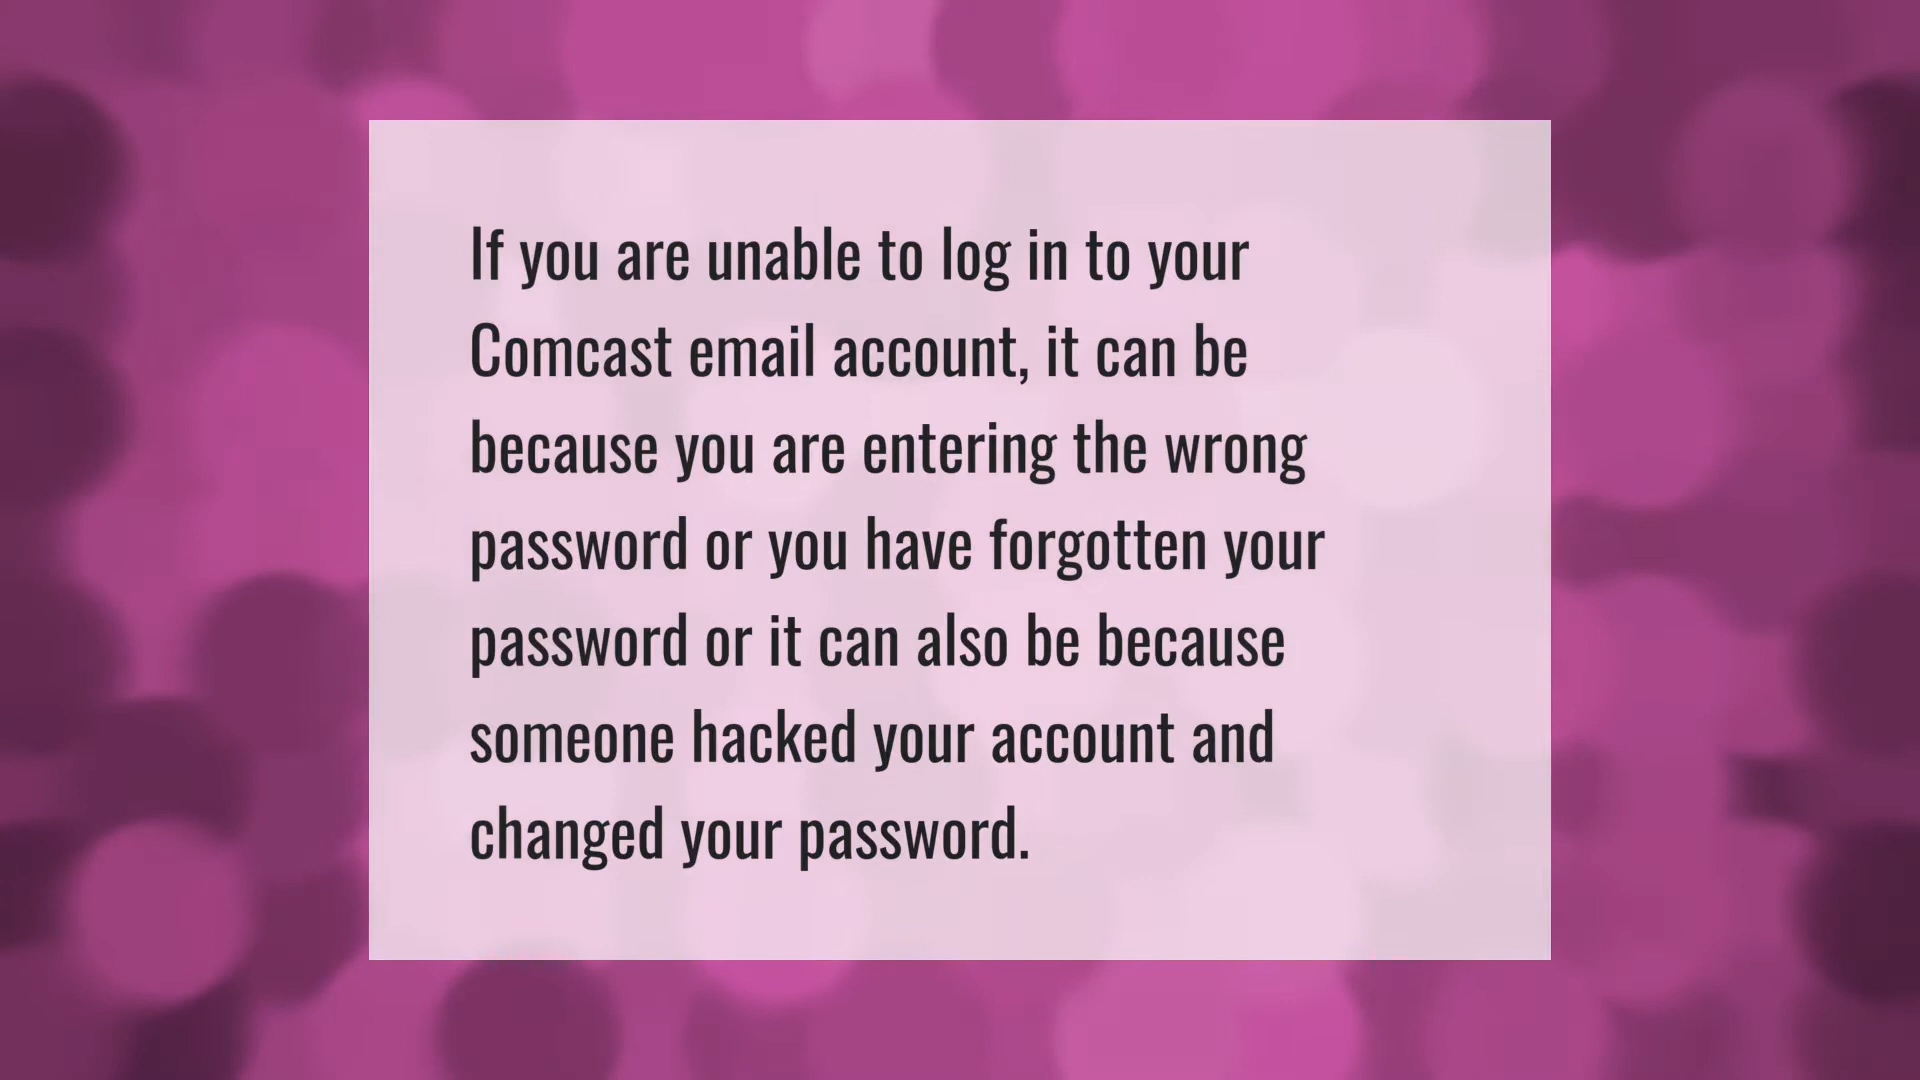 If you are unable to log in to your
Comcast email account, it can be
because you are entering the wrong
password or you have forgotten your
password or it can also be because
someone hacked your account and
changed your password.